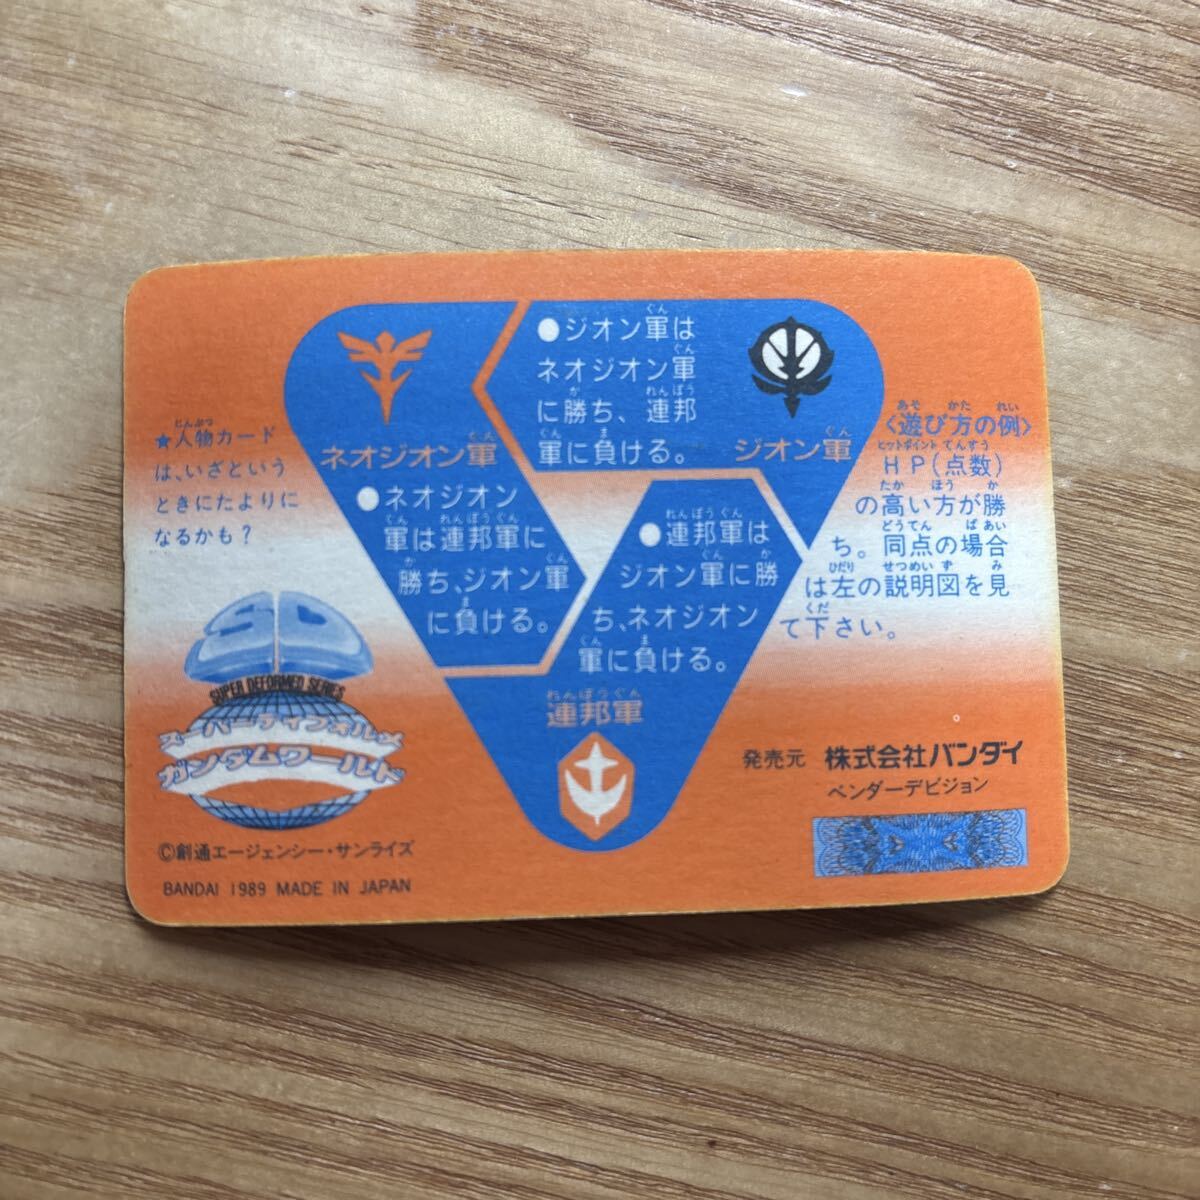 ★人物カード
は、いざという
ときにたよりに
なるかも?
ネオジオン軍
●ジオン軍は
ネオジオン軍
に勝ち、連邦
軍に負ける。
ジオン軍
●ネオジオン
軍は連邦軍に
勝ち、ジオン軍
に負ける。
●連邦軍は
ジオン軍に勝
ち、ネオジオン
軍に負ける。
連邦軍
〈遊び方の例〉
HP(点数)
の高い方が勝
ち。同点の場合
は左の説明図を見
て下さい。
SUPER DEFORMED SERIES
スーパーディフォルメ
ガンダムワールド
©創通エージェンシー・サンライズ
BANDAI 1989 MADE IN JAPAN
発売元 株式会社バンダイ
ベンダーデビジョン